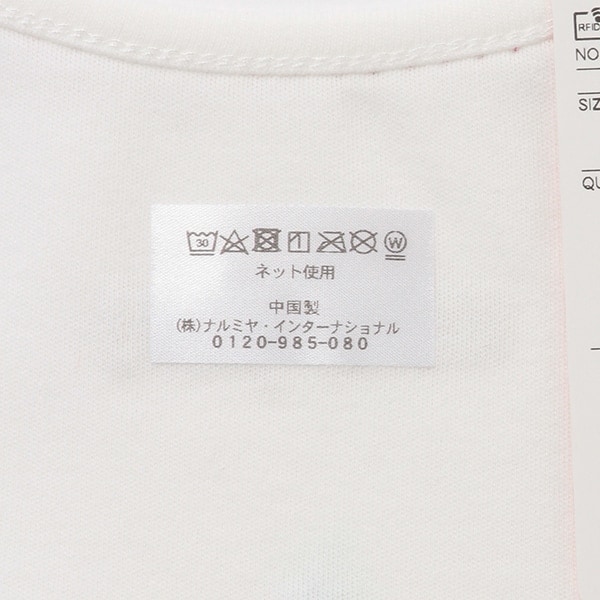 30 W
ネット使用
中国製
(株)ナルミヤ・インターナショナル
0120-985-080
RFID
NO
SIZ
QU